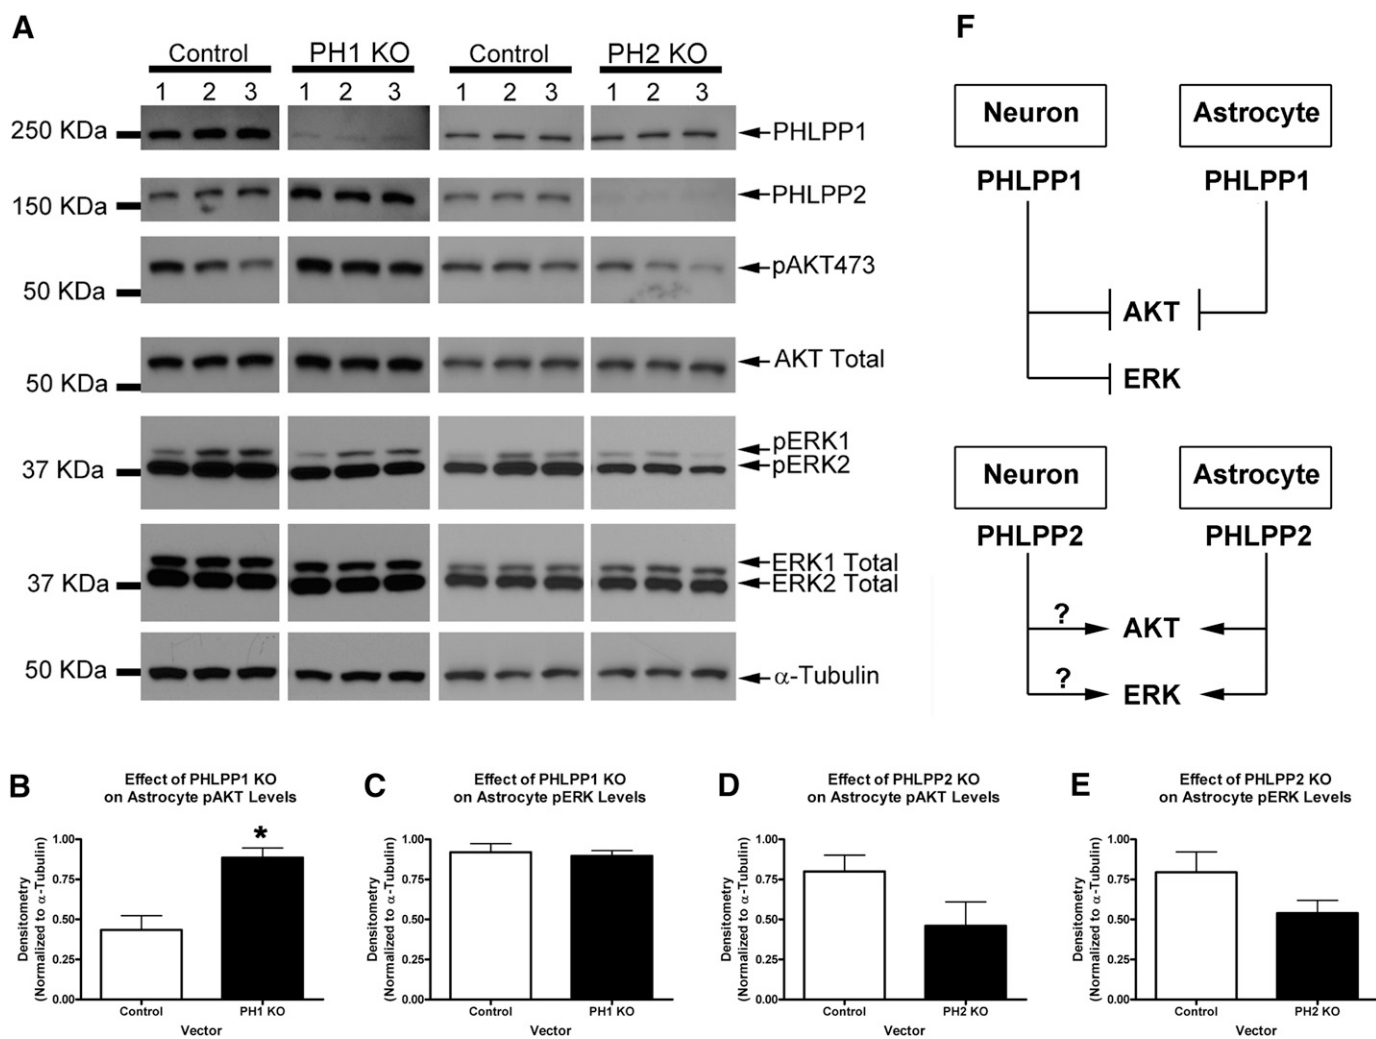 A
Control PH1 KO Control PH2 KO
1 2 3 1 2 3 1 2 3 1 2 3
250 KDa PHLPP1
150 KDa PHLPP2
pAKT473
50 KDa
AKT Total
50 KDa
pERK1
37 KDa pERK2
ERK1 Total
37 KDa ERK2 Total
50 KDa α-Tubulin
F
Neuron Astrocyte
PHLPP1 PHLPP1
AKT
ERK
Neuron Astrocyte
PHLPP2 PHLPP2
? AKT
? ERK
B
Effect of PHLPP1 KO
on Astrocyte pAKT Levels
Densitometry
(Normalized to α-Tubulin)
1.00
0.75
0.50
0.25
0.00
*
Control PH1 KO
Vector
C
Effect of PHLPP1 KO
on Astrocyte pERK Levels
Densitometry
(Normalized to α-Tubulin)
1.00
0.75
0.50
0.25
0.00
Control PH1 KO
Vector
D
Effect of PHLPP2 KO
on Astrocyte pAKT Levels
Densitometry
(Normalized to α-Tubulin)
1.00
0.75
0.50
0.25
0.00
Control PH2 KO
Vector
E
Effect of PHLPP2 KO
on Astrocyte pERK Levels
Densitometry
(Normalized to α-Tubulin)
1.00
0.75
0.50
0.25
0.00
Control PH2 KO
Vector